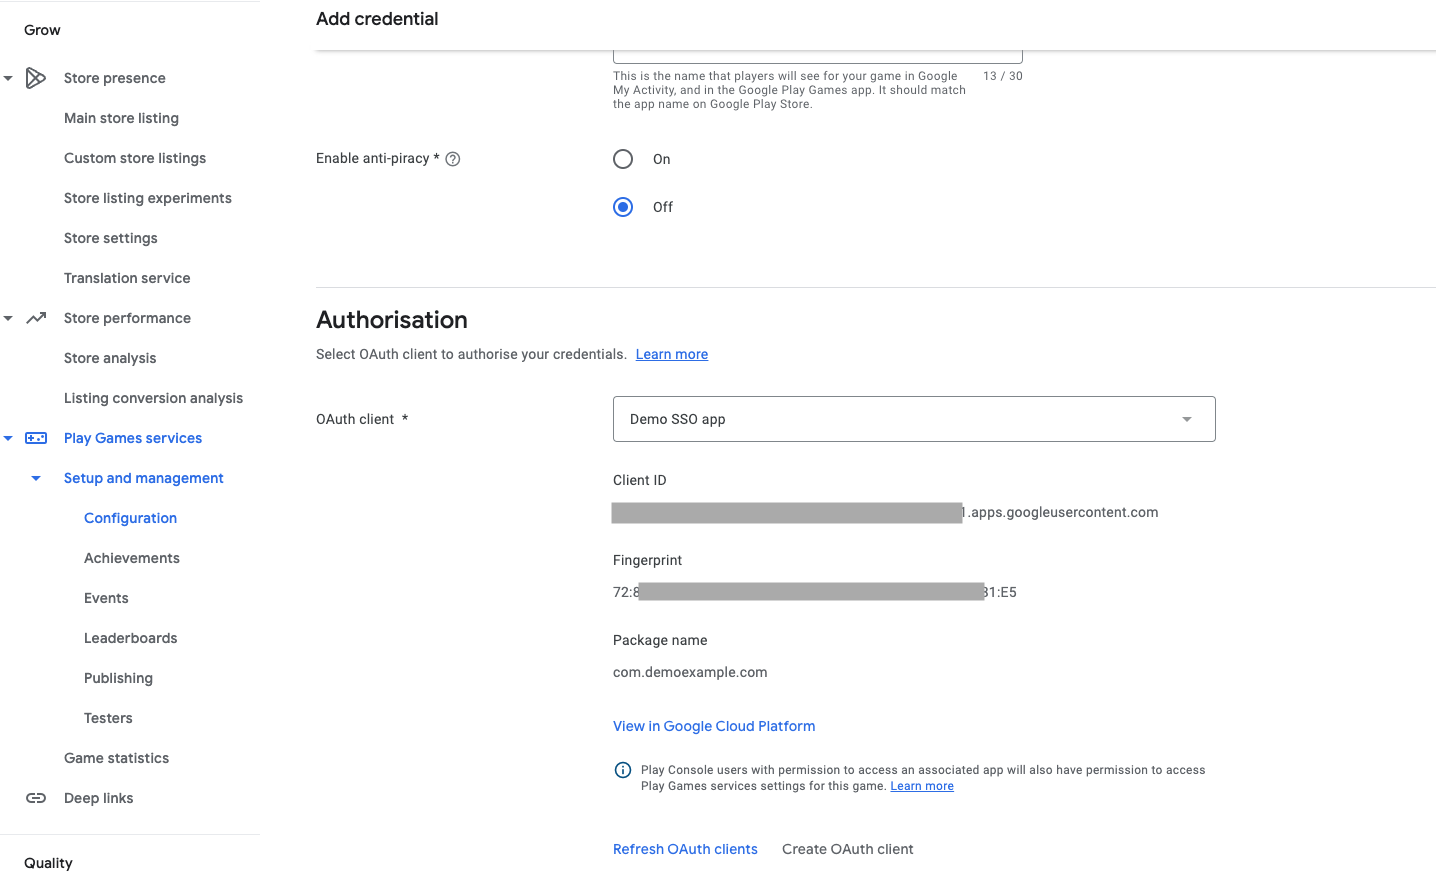 Grow
Store presence
Main store listing
Custom store listings
Store listing experiments
Store settings
Translation service
Store performance
Store analysis
Listing conversion analysis
Play Games services
Setup and management
Configuration
Achievements
Events
Leaderboards
Publishing
Testers
Game statistics
Deep links
Quality
Add credential
This is the name that players will see for your game in Google 13 / 30
My Activity, and in the Google Play Games app. It should match
the app name on Google Play Store.
Enable anti-piracy *
On
Off
Authorisation
Select OAuth client to authorise your credentials. Learn more
OAuth client *
Demo SSO app
Client ID
.apps.googleusercontent.com
Fingerprint
72:8 31:E5
Package name
com.demoexample.com
View in Google Cloud Platform
Play Console users with permission to access an associated app will also have permission to access
Play Games services settings for this game. Learn more
Refresh OAuth clients Create OAuth client